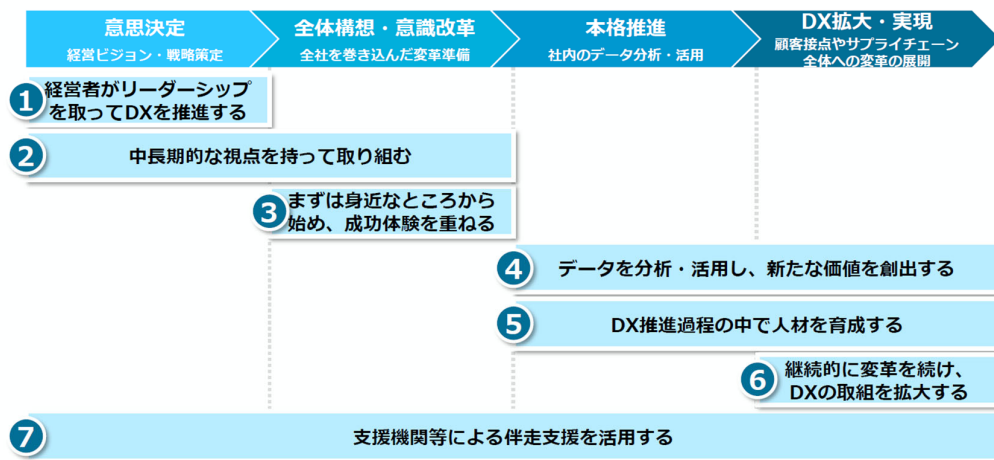 意思決定
経営ビジョン・戦略策定
全体構想・意識改革
全社を巻き込んだ変革準備
本格推進
社内のデータ分析・活用
DX拡大・実現
顧客接点やサプライチェーン
全体への変革の展開
1
経営者がリーダーシップ
を取ってDXを推進する
2
中長期的な視点を持って取り組む
3
まずは身近なところから
始め、成功体験を重ねる
4
データを分析・活用し、新たな価値を創出する
5
DX推進過程の中で人材を育成する
6
継続的に変革を続け、
DXの取組を拡大する
7
支援機関等による伴走支援を活用する